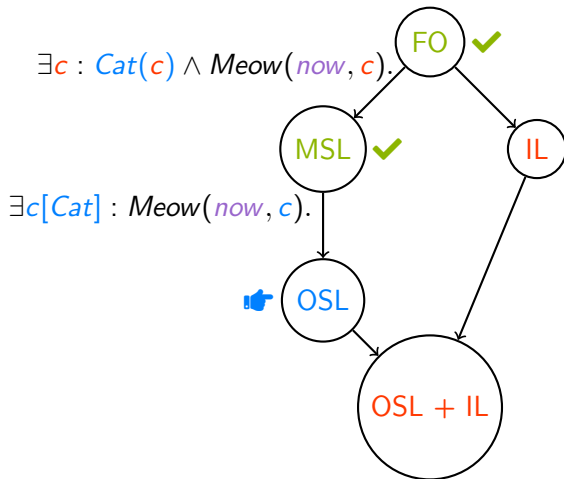 FO
∃c : Cat(c) ∧ Meow(now, c).
MSL
IL
∃c[Cat] : Meow(now, c).
OSL
OSL + IL